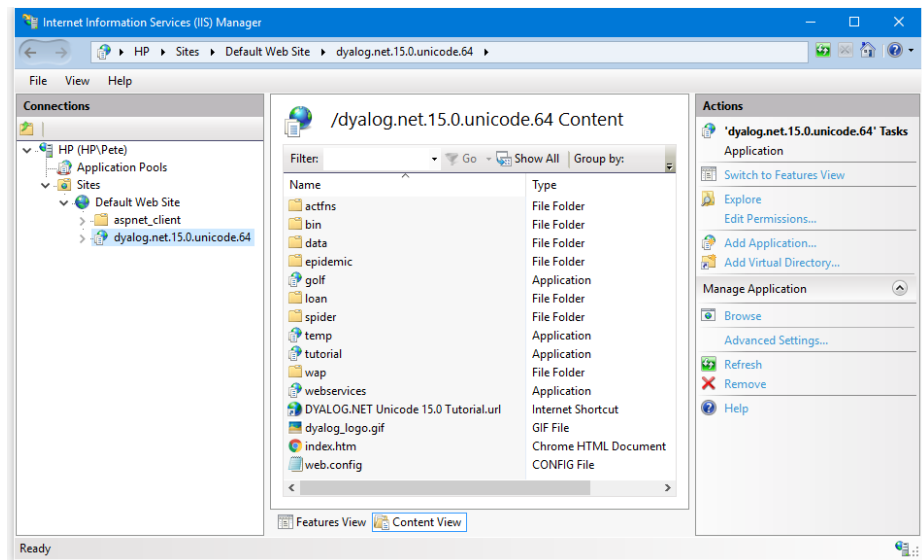 Internet Information Services (IIS) Manager
HP Sites Default Web Site dyalog.net.15.0.unicode.64
File View Help
Connections
HP (HP\Pete)
Application Pools
Sites
Default Web Site
aspnet_client
dyalog.net.15.0.unicode.64
/dyalog.net.15.0.unicode.64 Content
Filter: Go Show All Group by:
Name Type
actfns File Folder
bin File Folder
data File Folder
epidemic File Folder
golf Application
loan File Folder
spider File Folder
temp Application
tutorial Application
wap File Folder
webservices Application
DYALOG.NET Unicode 15.0 Tutorial.url Internet Shortcut
dyalog_logo.gif GIF File
index.htm Chrome HTML Document
web.config CONFIG File
Features View Content View
Actions
'dyalog.net.15.0.unicode.64' Tasks
Application
Switch to Features View
Explore
Edit Permissions...
Add Application...
Add Virtual Directory...
Manage Application
Browse
Advanced Settings...
Refresh
Remove
Help
Ready